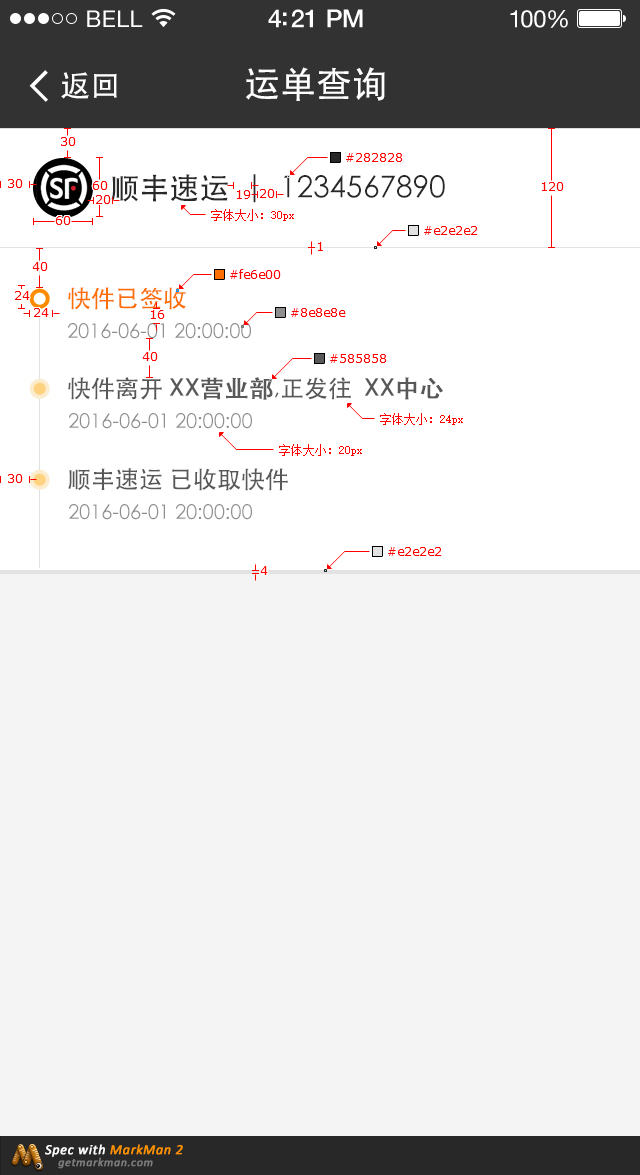 BELL 4:21 PM 100%
返回 运单查询
30
#282828
30 60 顺丰速运 | 1234567890 120
20 19 20
60 字体大小：30px
#e2e2e2
1
40
#fe6e00
24 快件已签收
24 16 #8e8e8e
2016-06-01 20:00:00
40 #585858
快件离开 XX营业部,正发往 XX中心
2016-06-01 20:00:00 字体大小：24px
字体大小：20px
30 顺丰速运 已收取快件
2016-06-01 20:00:00
#e2e2e2
4
Spec with MarkMan 2
getmarkman.com